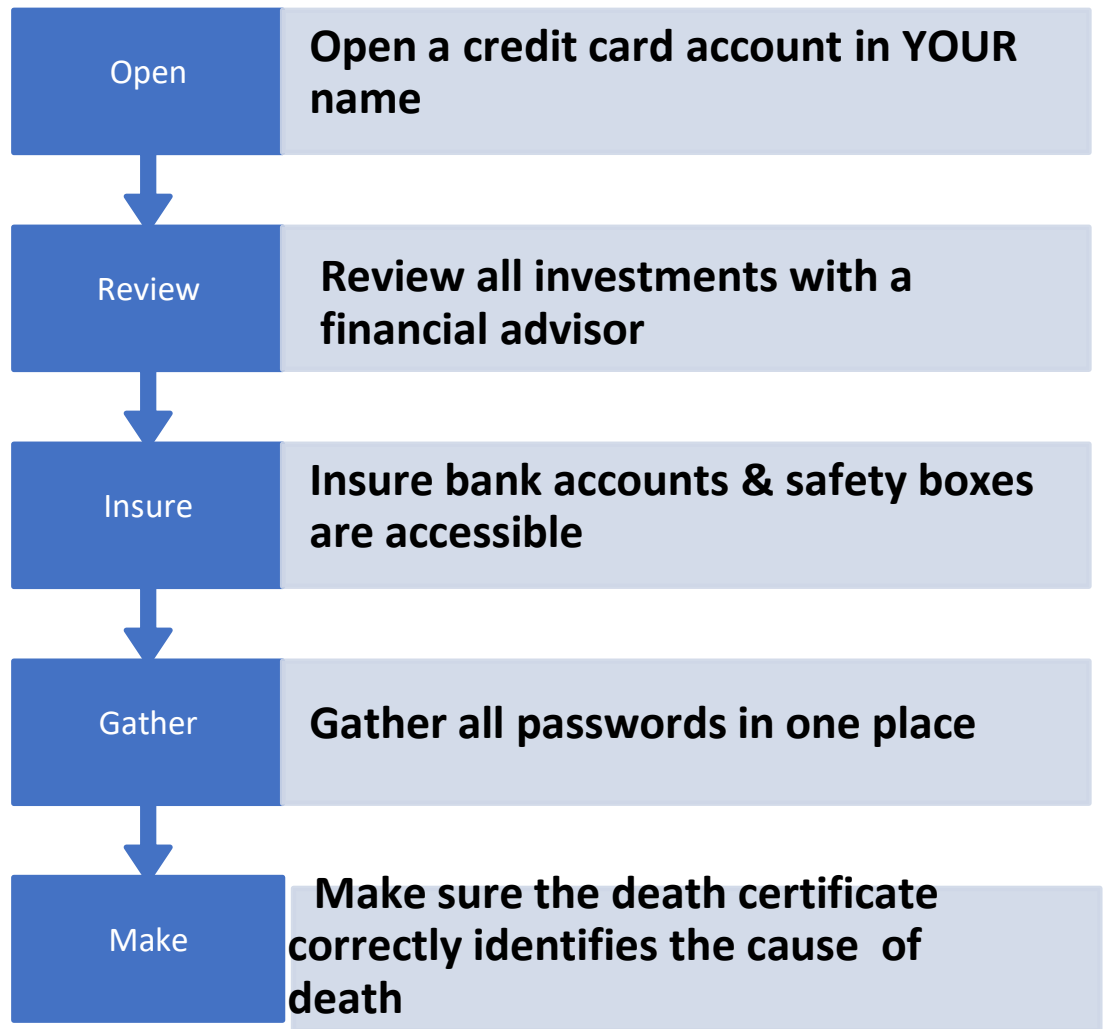 Open
Open a credit card account in YOUR
name
Review
Review all investments with a
financial advisor
Insure
Insure bank accounts & safety boxes
are accessible
Gather
Gather all passwords in one place
Make
Make sure the death certificate
correctly identifies the cause of
death